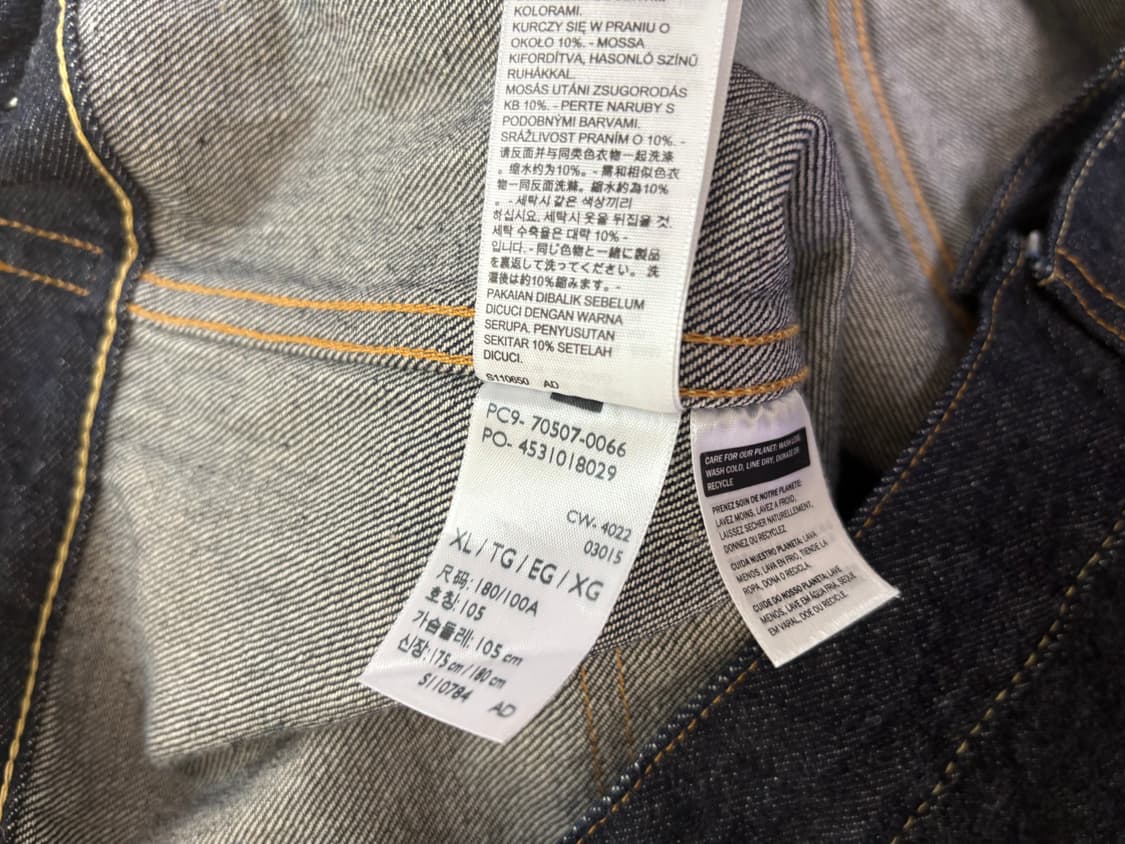 KOLORAMI.
KURCZY SIĘ W PRANIU O
OKOŁO 10%. - MOSSA
KIFORDÍTVA, HASONLÓ SZÍNŰ
RUHÁKKAL.
MOSÁS UTÁNI ZSUGORODÁS
KB 10%. - PERTE NARUBY S
PODOBNÝMI BARVAMI.
SRÁŽLIVOST PRANÍM O 10%. -
请反面并与同类色衣物一起洗涤
。缩水约为10%。- 需和相似色衣
物一同反面洗滌。縮水約為10%
。- 세탁시 같은 색상끼리
하십시요. 세탁시 옷을 뒤집을 것.
세탁 수축율은 대략 10% -
입니다. - 同じ色物と一緒に製品
を裏返して洗ってください。 洗
濯後は約10%縮みます。-
PAKAIAN DIBALIK SEBELUM
DICUCI DENGAN WARNA
SERUPA. PENYUSUTAN
SEKITAR 10% SETELAH
DICUCI.
S110650 AD
PC9- 70507-0066
PO- 4531018029
CW- 4022
03015
XL / TG / EG / XG
尺码: 180/100A
호칭: 105
가슴둘레: 105 cm
신장: 175 cm / 180 cm
S110784 AD
CARE FOR OUR PLANET: WASH LESS,
WASH COLD, LINE DRY, DONATE OR
RECYCLE
PRENEZ SOIN DE NOTRE PLANÈTE:
LAVEZ MOINS, LAVEZ A FROID,
LAISSEZ SECHER NATURELLEMENT,
DONNEZ OU RECYCLEZ
CUIDA NUESTRO PLANETA: LAVA
MENOS, LAVA EN FRIO, TIENDE LA
ROPA, DONA O RECICLA.
CUIDE DO NOSSO PLANETA: LAVE
MENOS, LAVE EM ÁGUA FRIA, SEQUE
EM VARAL, DOE OU RECICLE.